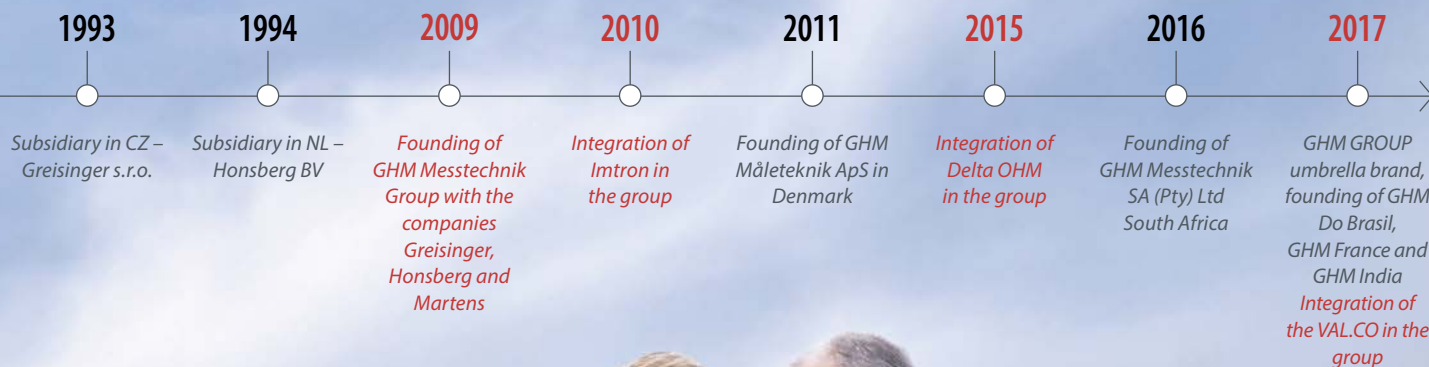 1993
Subsidiary in CZ –
Greisinger s.r.o.
1994
Subsidiary in NL –
Honsberg BV
2009
Founding of
GHM Messtechnik
Group with the
companies
Greisinger,
Honsberg and
Martens
2010
Integration of
Imtron in
the group
2011
Founding of GHM
Måleteknik ApS in
Denmark
2015
Integration of
Delta OHM
in the group
2016
Founding of
GHM Messtechnik
SA (Pty) Ltd
South Africa
2017
GHM GROUP
umbrella brand,
founding of GHM
Do Brasil,
GHM France and
GHM India
Integration of
the VAL.CO in the
group